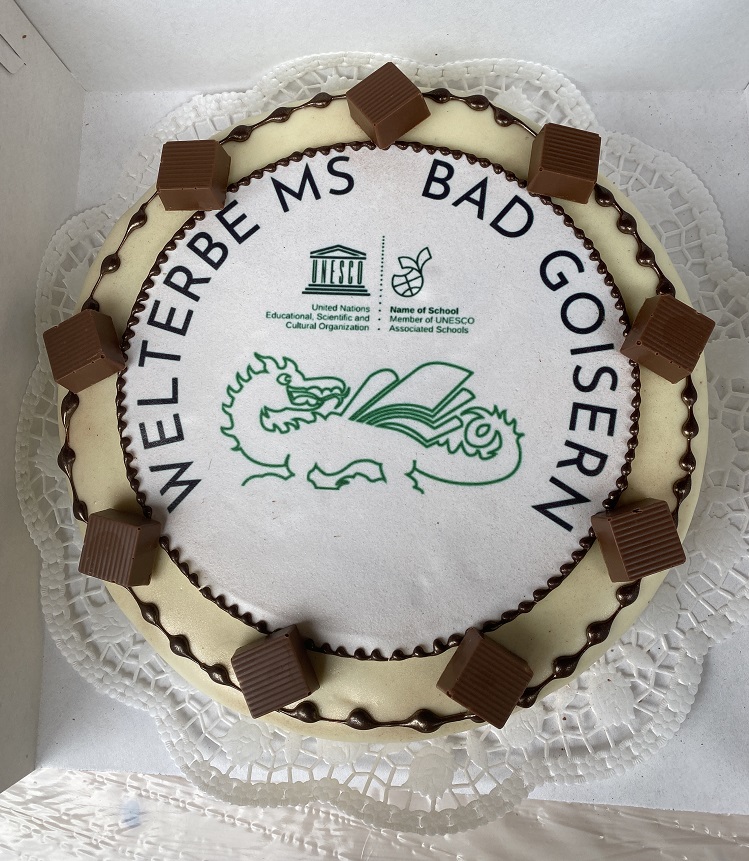 WELTERBE MS BAD GOISERN
UNESCO
United Nations
Educational, Scientific and
Cultural Organization
Name of School
Member of UNESCO
Associated Schools